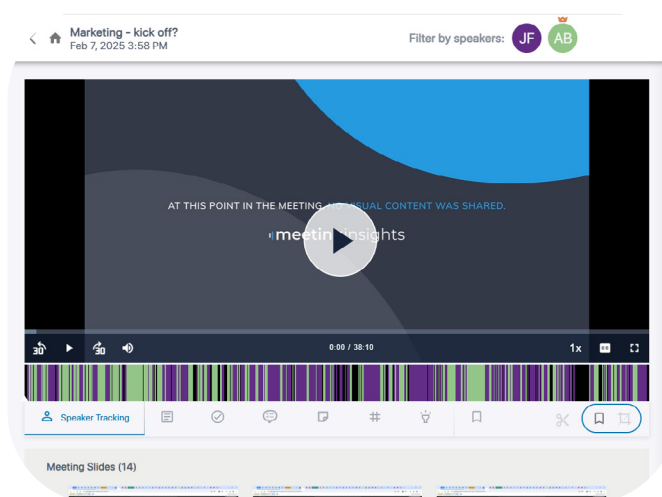 Marketing - kick off?
Feb 7, 2025 3:58 PM
Filter by speakers: JF AB
AT THIS POINT IN THE MEETING, NO VISUAL CONTENT WAS SHARED.
meetinginsights
30 30 0:00 / 38:10 1x
Speaker Tracking
Meeting Slides (14)